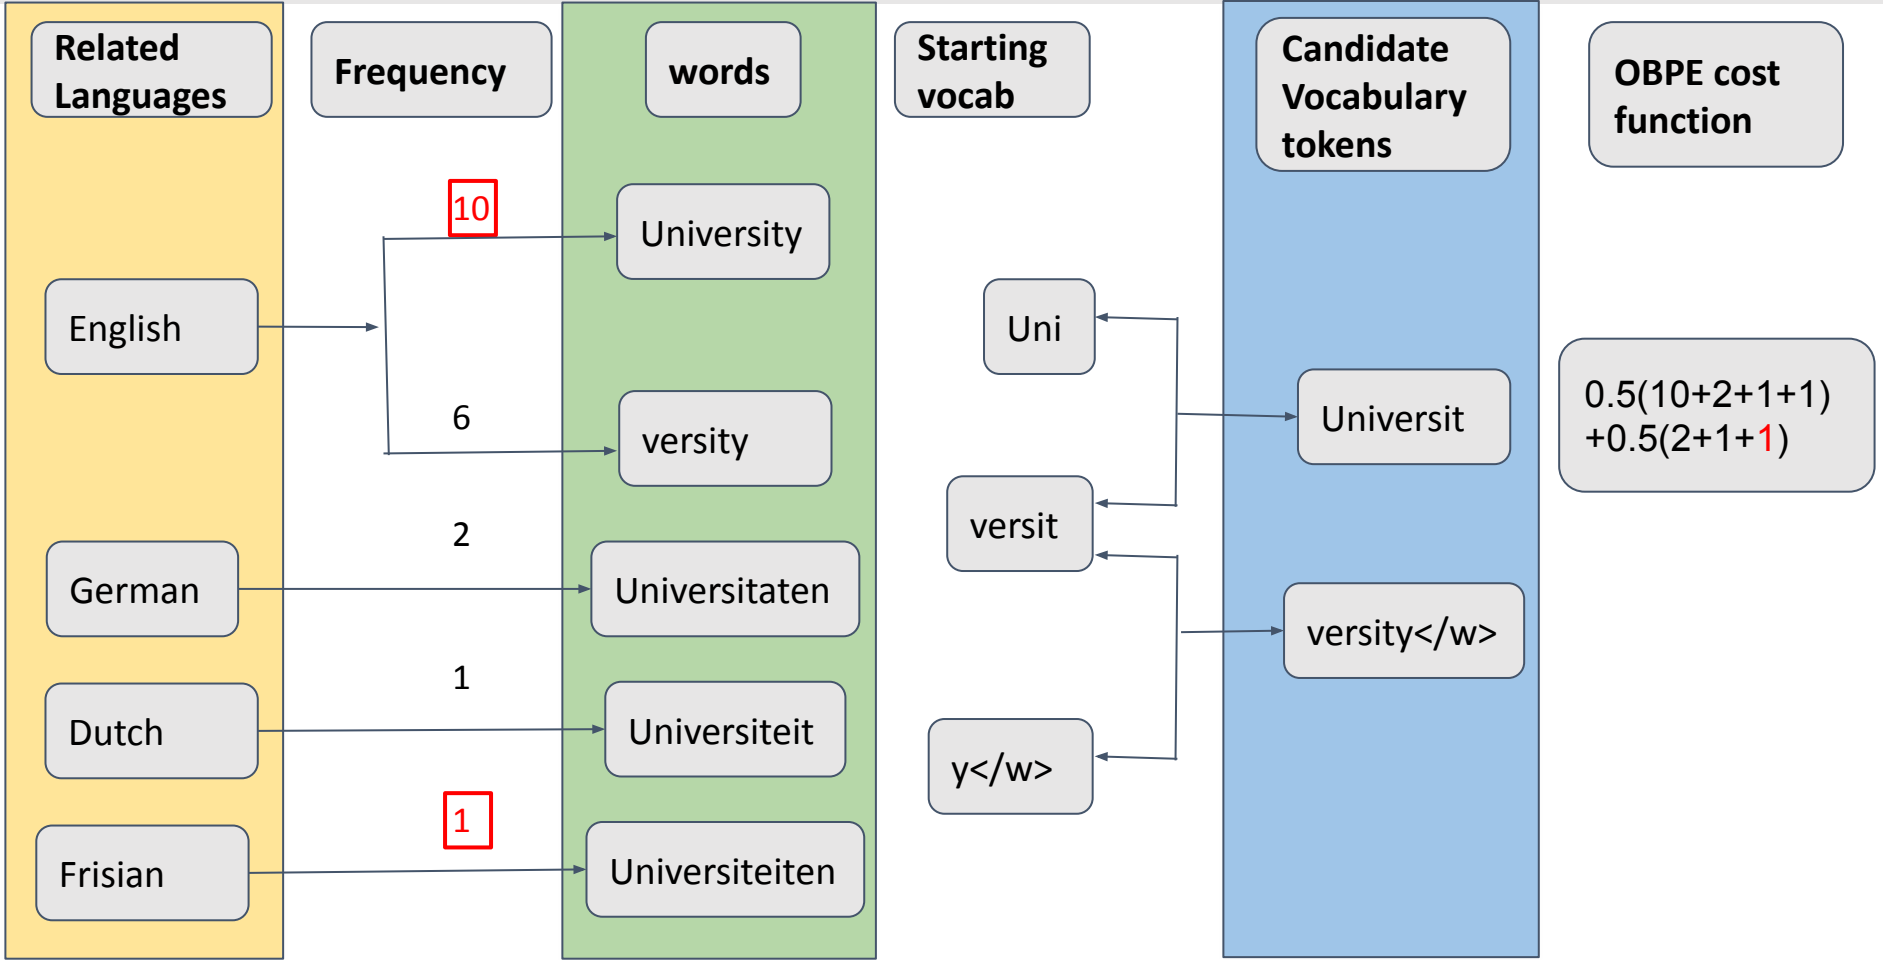 Related
Languages
Frequency
words
Starting
vocab
Candidate
Vocabulary
tokens
OBPE cost
function
10
University
English
Uni
6
versity
Universit
0.5(10+2+1+1)
+0.5(2+1+1)
2
versit
German
Universitaten
versity</w>
1
Dutch
Universiteit
y</w>
1
Frisian
Universiteiten